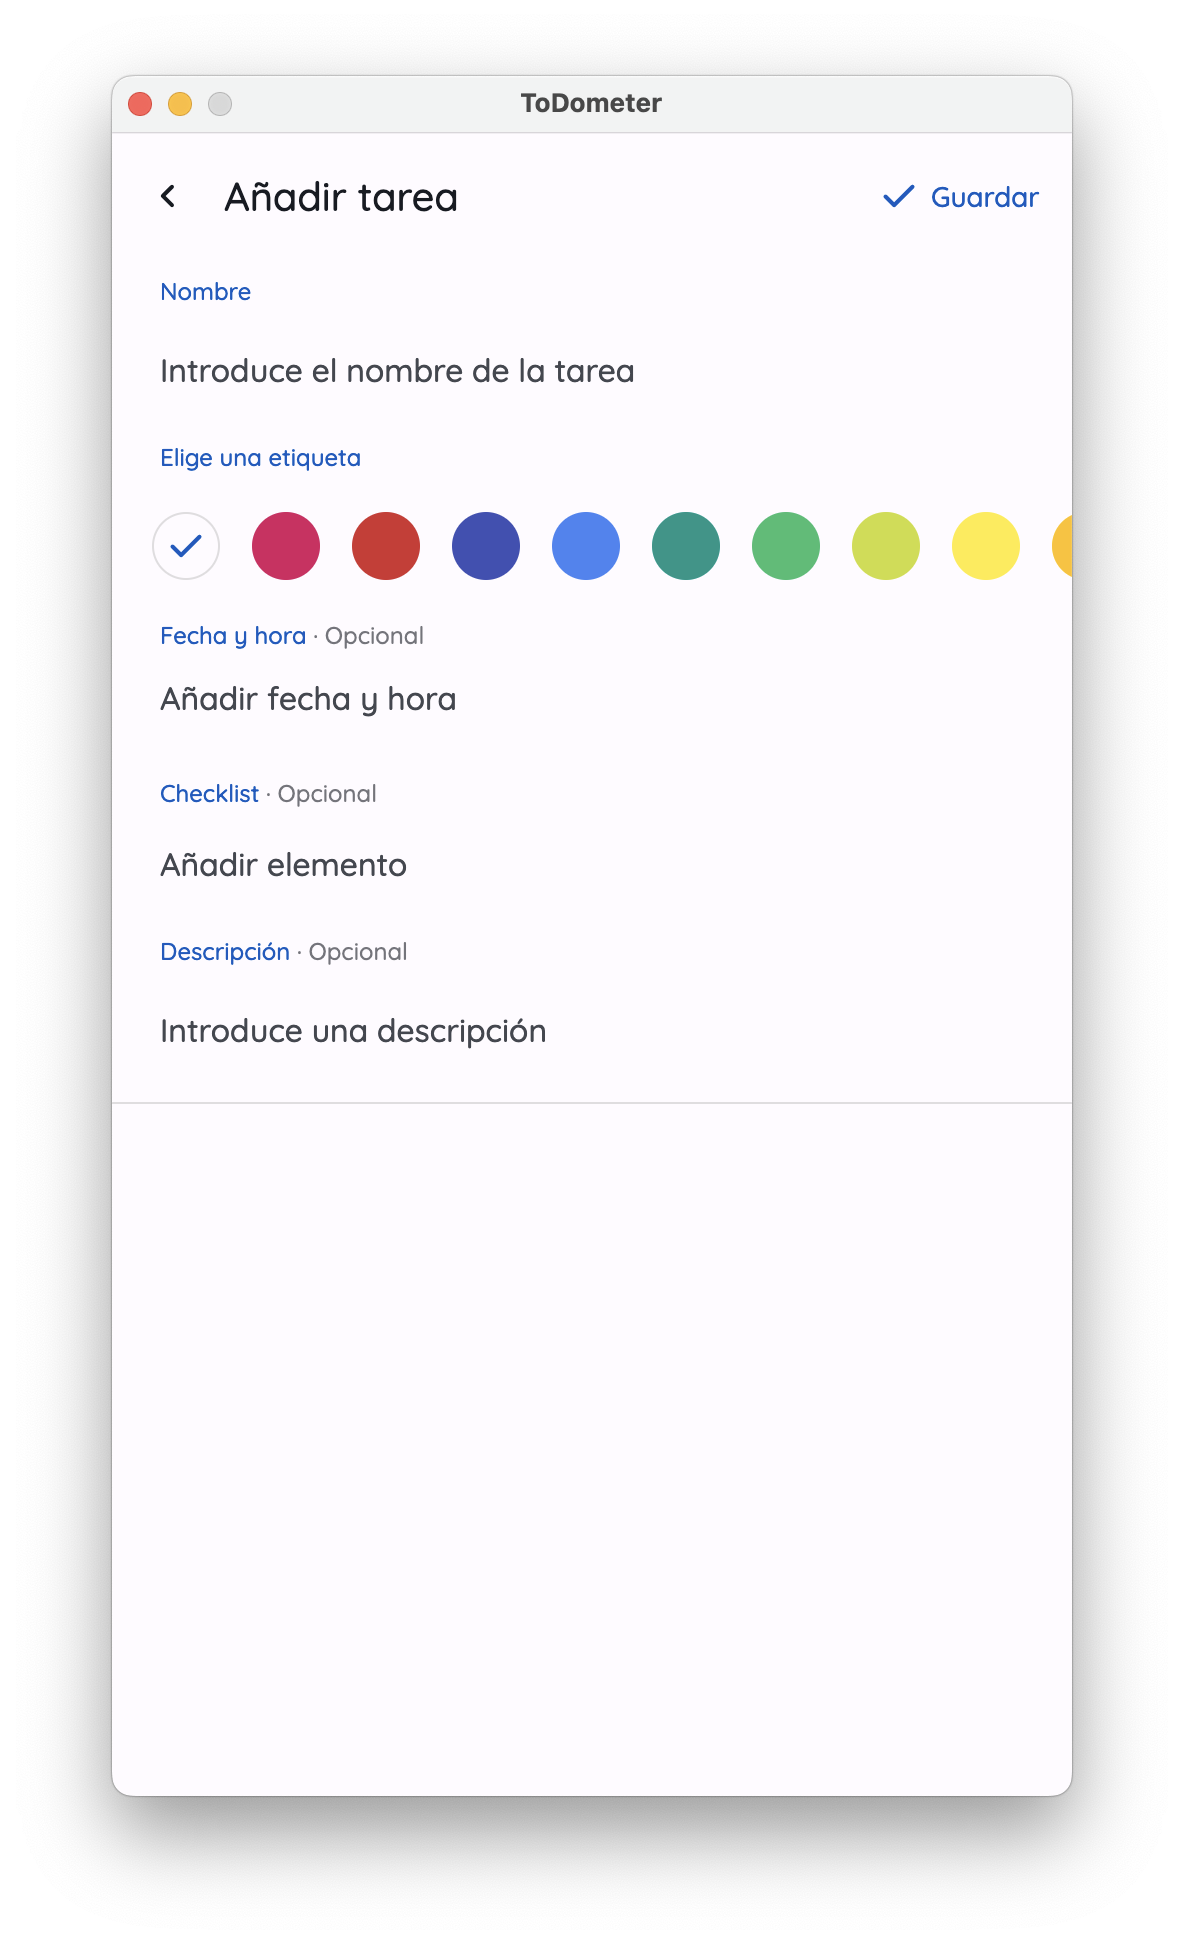 ToDometer
Añadir tarea
Guardar
Nombre
Introduce el nombre de la tarea
Elige una etiqueta
Fecha y hora · Opcional
Añadir fecha y hora
Checklist · Opcional
Añadir elemento
Descripción · Opcional
Introduce una descripción